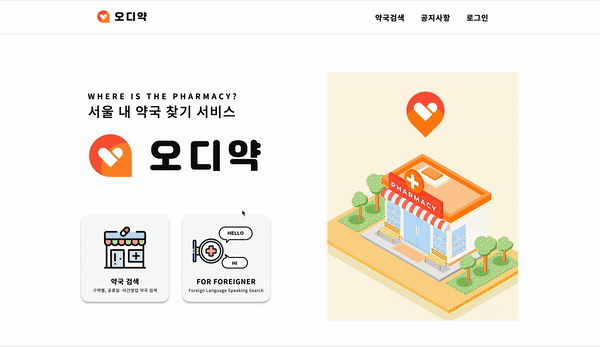 오디약
약국검색 공지사항 로그인
WHERE IS THE PHARMACY?
서울 내 약국 찾기 서비스
오디약
HELLO
HI
약국 검색
구역별, 공휴일·야간영업 약국 검색
FOR FOREIGNER
Foreign Language Speaking Search
PHARMACY